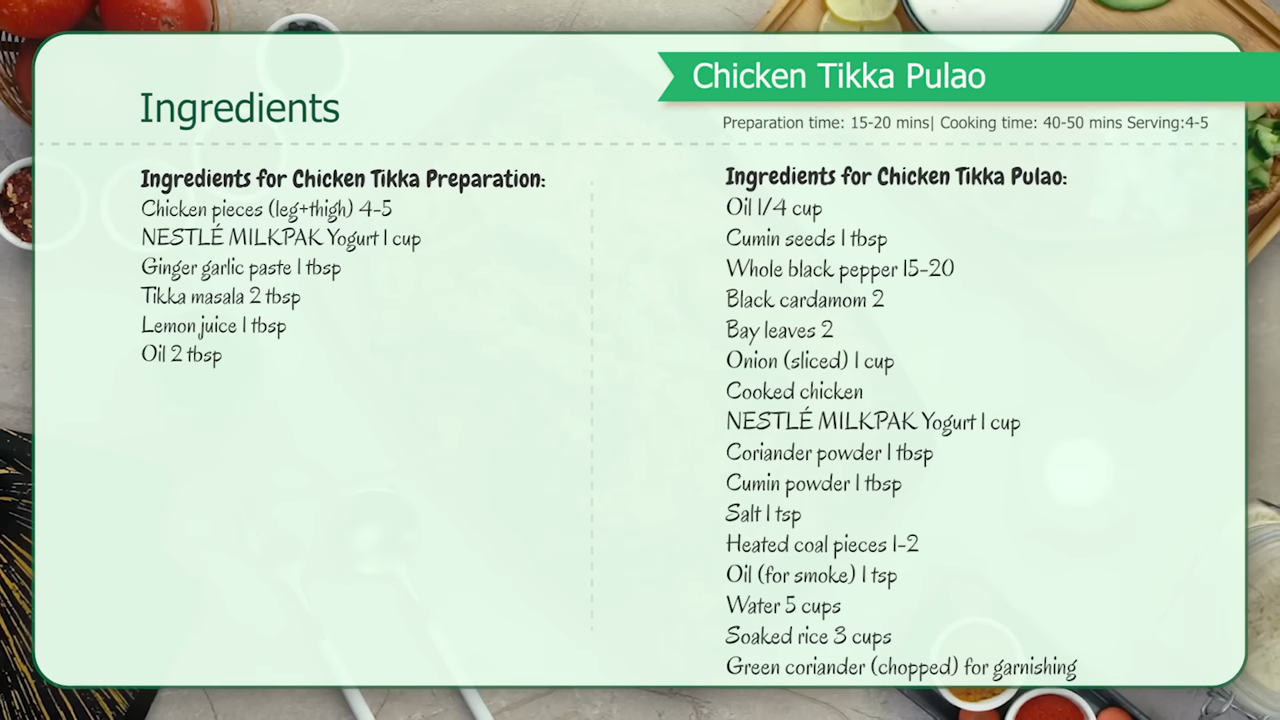 Chicken Tikka Pulao
Ingredients
Preparation time: 15-20 mins| Cooking time: 40-50 mins Serving:4-5
Ingredients for Chicken Tikka Preparation:
Chicken pieces (leg+thigh) 4-5
NESTLÉ MILKPAK Yogurt 1 cup
Ginger garlic paste 1 tbsp
Tikka masala 2 tbsp
Lemon juice 1 tbsp
Oil 2 tbsp
Ingredients for Chicken Tikka Pulao:
Oil 1/4 cup
Cumin seeds 1 tbsp
Whole black pepper 15-20
Black cardamom 2
Bay leaves 2
Onion (sliced) 1 cup
Cooked chicken
NESTLÉ MILKPAK Yogurt 1 cup
Coriander powder 1 tbsp
Cumin powder 1 tbsp
Salt 1 tsp
Heated coal pieces 1-2
Oil (for smoke) 1 tsp
Water 5 cups
Soaked rice 3 cups
Green coriander (chopped) for garnishing